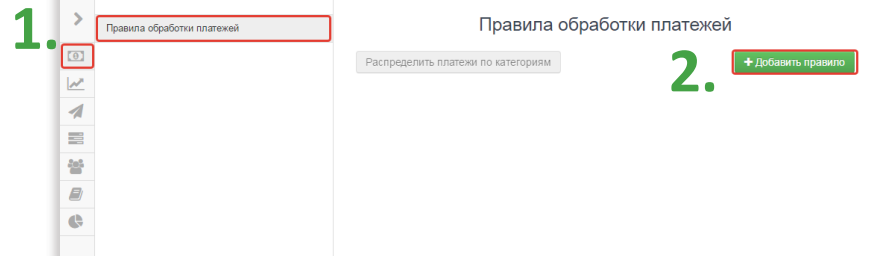 1.
Правила обработки платежей
Правила обработки платежей
Распределить платежи по категориям
2.
+ Добавить правило